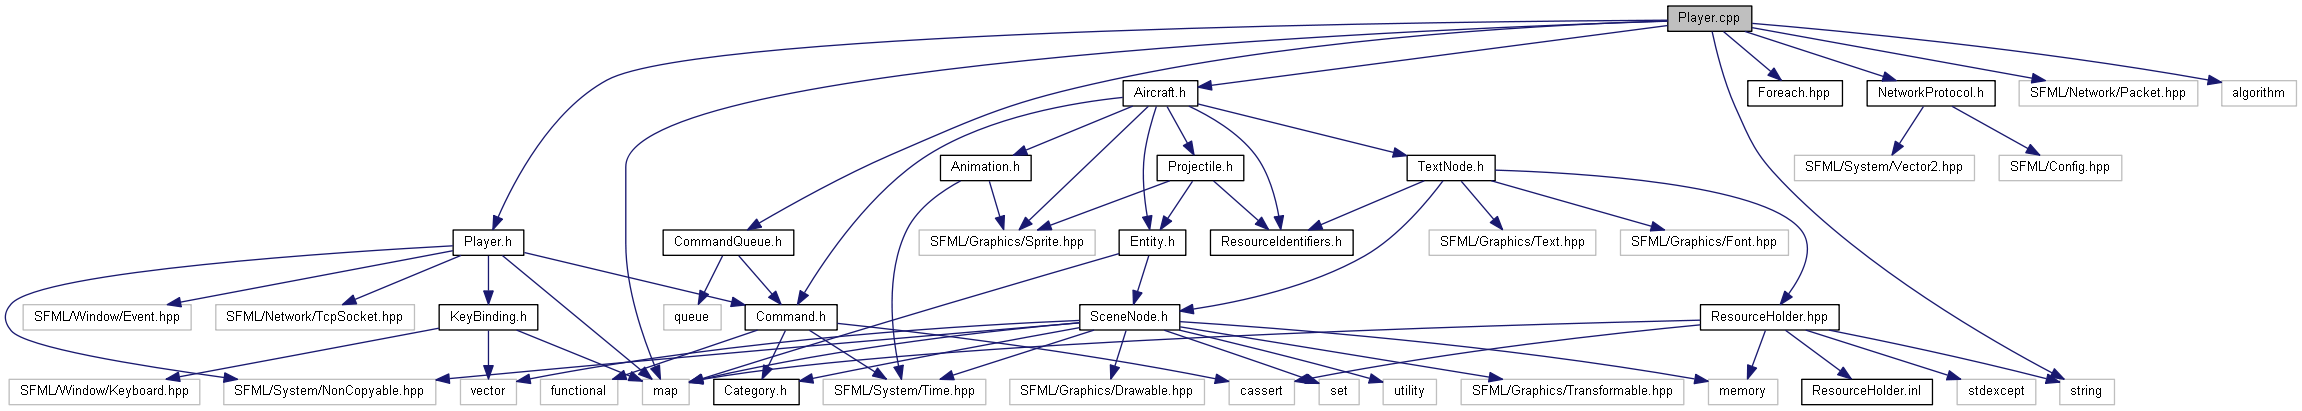 Player.cpp
Aircraft.h
Foreach.hpp
NetworkProtocol.h
SFML/Network/Packet.hpp
algorithm
Animation.h
Projectile.h
TextNode.h
SFML/System/Vector2.hpp
SFML/Config.hpp
Player.h
CommandQueue.h
SFML/Graphics/Sprite.hpp
Entity.h
ResourceIdentifiers.h
SFML/Graphics/Text.hpp
SFML/Graphics/Font.hpp
SFML/Window/Event.hpp
SFML/Network/TcpSocket.hpp
KeyBinding.h
queue
Command.h
SceneNode.h
ResourceHolder.hpp
SFML/Window/Keyboard.hpp
SFML/System/NonCopyable.hpp
vector
functional
map
Category.h
SFML/System/Time.hpp
SFML/Graphics/Drawable.hpp
cassert
set
utility
SFML/Graphics/Transformable.hpp
memory
ResourceHolder.inl
stdexcept
string